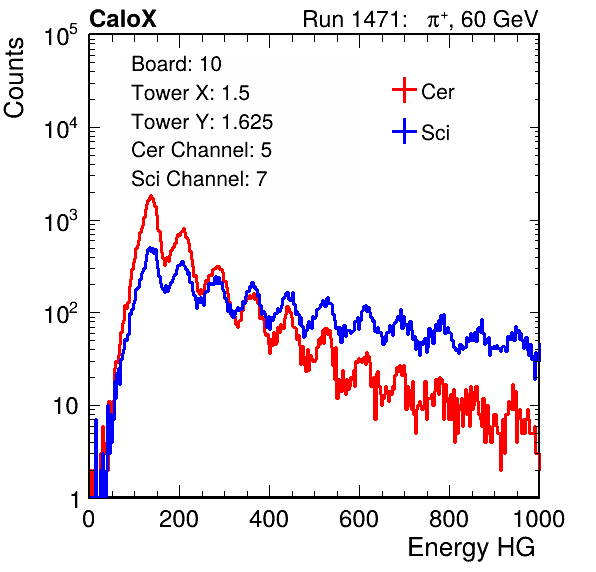 CaloX Run 1471: π⁺, 60 GeV
Counts
10⁵
10⁴
10³
10²
10
1
Board: 10
Tower X: 1.5
Tower Y: 1.625
Cer Channel: 5
Sci Channel: 7
Cer
Sci
0 200 400 600 800 1000
Energy HG